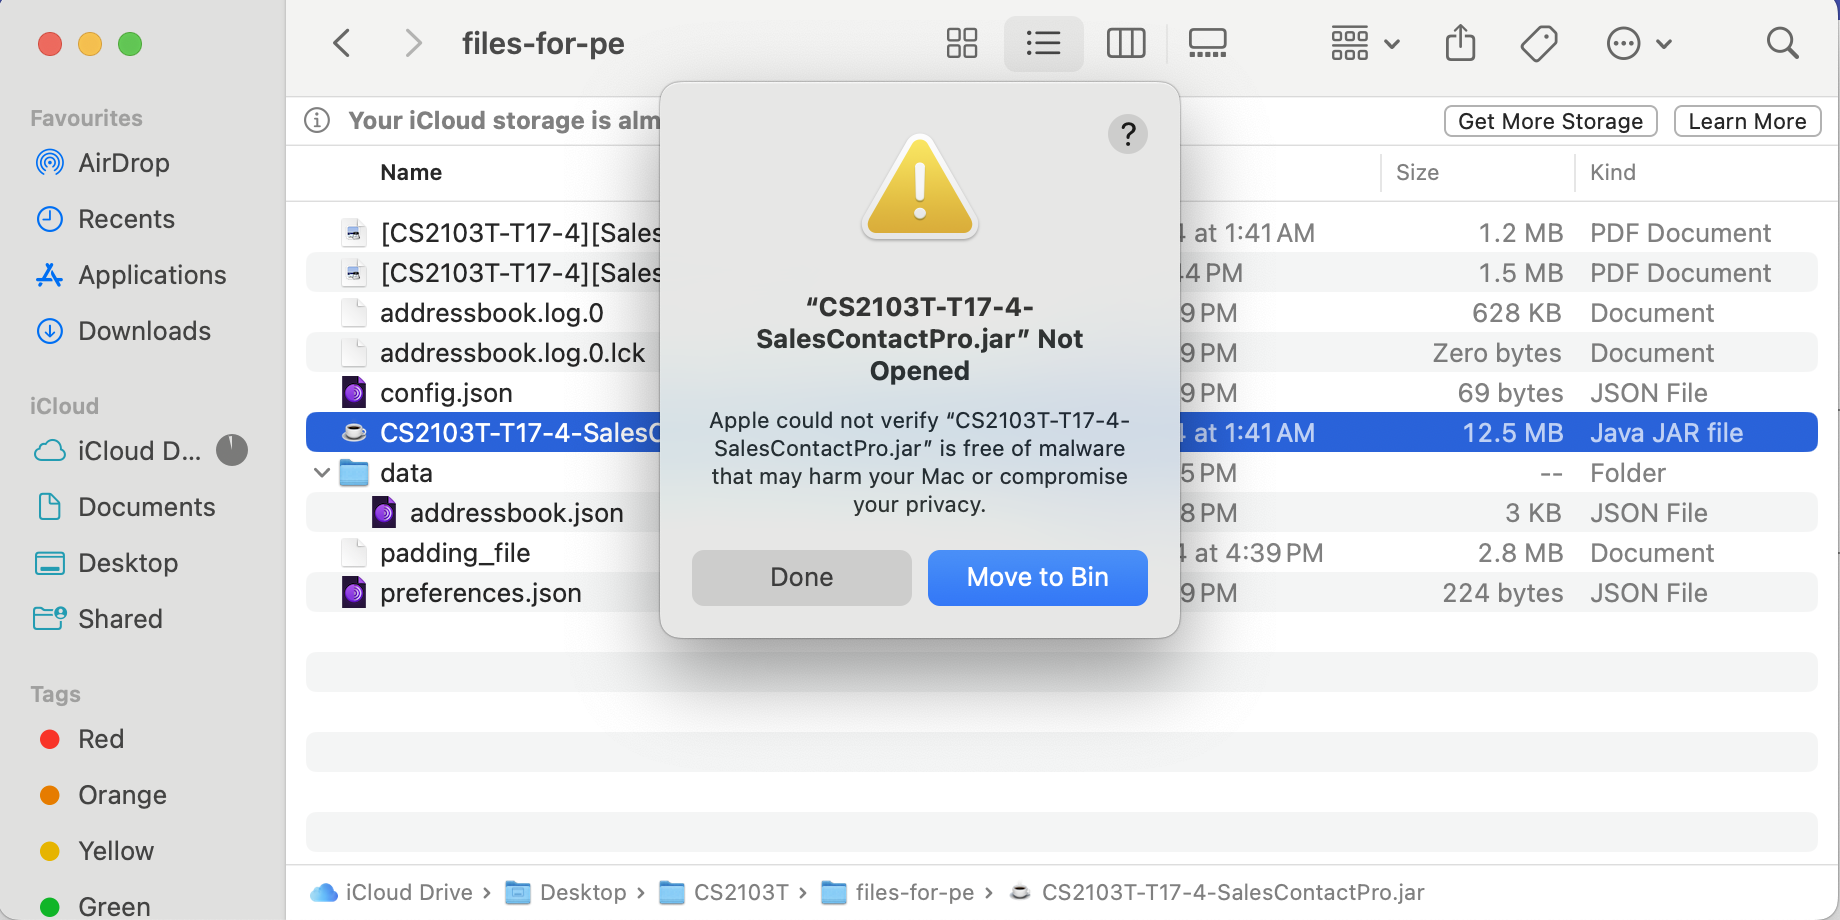 files-for-pe
Favourites
AirDrop
Recents
Applications
Downloads
iCloud
iCloud D...
Documents
Desktop
Shared
Tags
Red
Orange
Yellow
Green
Your iCloud storage is alm
Get More Storage
Learn More
Name
Size
Kind
[CS2103T-T17-4][Sales
at 1:41 AM
1.2 MB
PDF Document
[CS2103T-T17-4][Sales
4 PM
1.5 MB
PDF Document
addressbook.log.0
9 PM
628 KB
Document
addressbook.log.0.lck
9 PM
Zero bytes
Document
config.json
9 PM
69 bytes
JSON File
CS2103T-T17-4-SalesC
at 1:41 AM
12.5 MB
Java JAR file
data
5 PM
--
Folder
addressbook.json
8 PM
3 KB
JSON File
padding_file
at 4:39 PM
2.8 MB
Document
preferences.json
9 PM
224 bytes
JSON File
?
“CS2103T-T17-4-
SalesContactPro.jar” Not
Opened
Apple could not verify “CS2103T-T17-4-
SalesContactPro.jar” is free of malware
that may harm your Mac or compromise
your privacy.
Done
Move to Bin
iCloud Drive › Desktop › CS2103T › files-for-pe › CS2103T-T17-4-SalesContactPro.jar